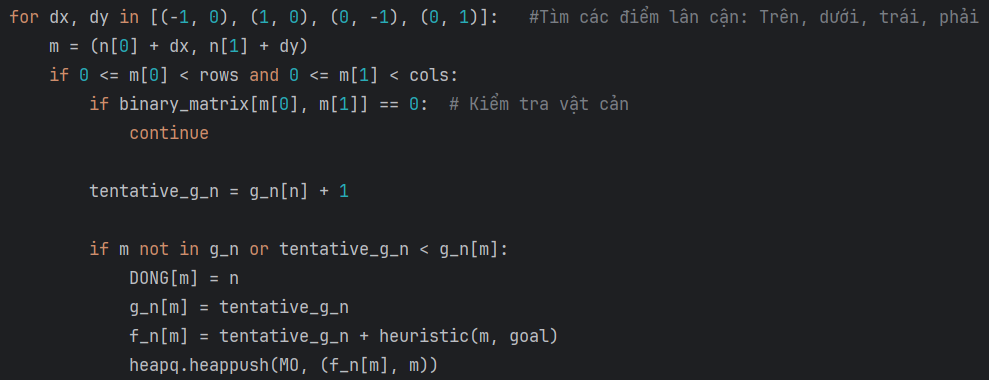 for dx, dy in [(-1, 0), (1, 0), (0, -1), (0, 1)]:   #Tìm các điểm lân cận: Trên, dưới, trái, phải
    m = (n[0] + dx, n[1] + dy)
    if 0 <= m[0] < rows and 0 <= m[1] < cols:
        if binary_matrix[m[0], m[1]] == 0:  # Kiểm tra vật cản
            continue

        tentative_g_n = g_n[n] + 1

        if m not in g_n or tentative_g_n < g_n[m]:
            DONG[m] = n
            g_n[m] = tentative_g_n
            f_n[m] = tentative_g_n + heuristic(m, goal)
            heapq.heappush(MO, (f_n[m], m))